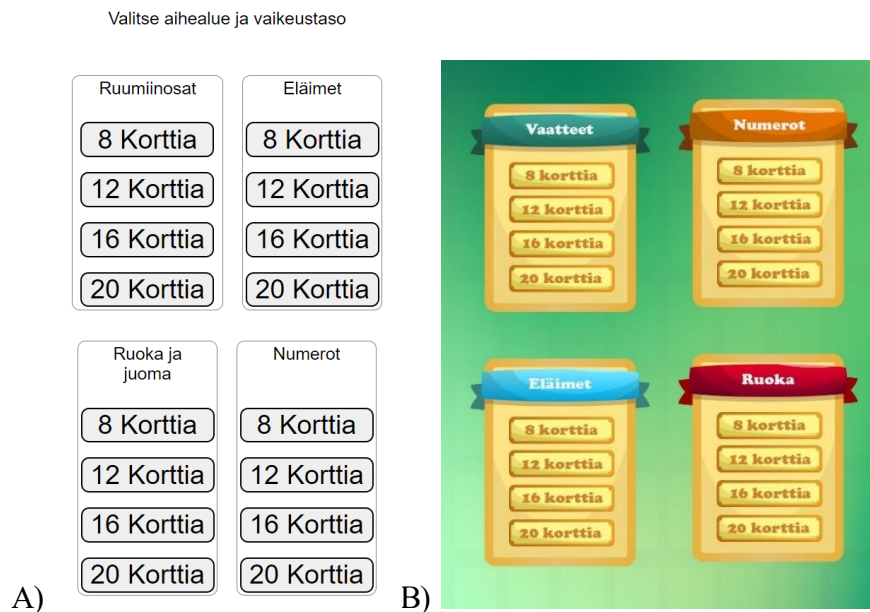 Valitse aihealue ja vaikeustaso
Ruumiinosat
8 Korttia
12 Korttia
16 Korttia
20 Korttia
Eläimet
8 Korttia
12 Korttia
16 Korttia
20 Korttia
Ruoka ja
juoma
8 Korttia
12 Korttia
16 Korttia
20 Korttia
Numerot
8 Korttia
12 Korttia
16 Korttia
20 Korttia
A)
Vaatteet
8 korttia
12 korttia
16 korttia
20 korttia
Numerot
8 korttia
12 korttia
16 korttia
20 korttia
Eläimet
8 korttia
12 korttia
16 korttia
20 korttia
Ruoka
8 korttia
12 korttia
16 korttia
20 korttia
B)